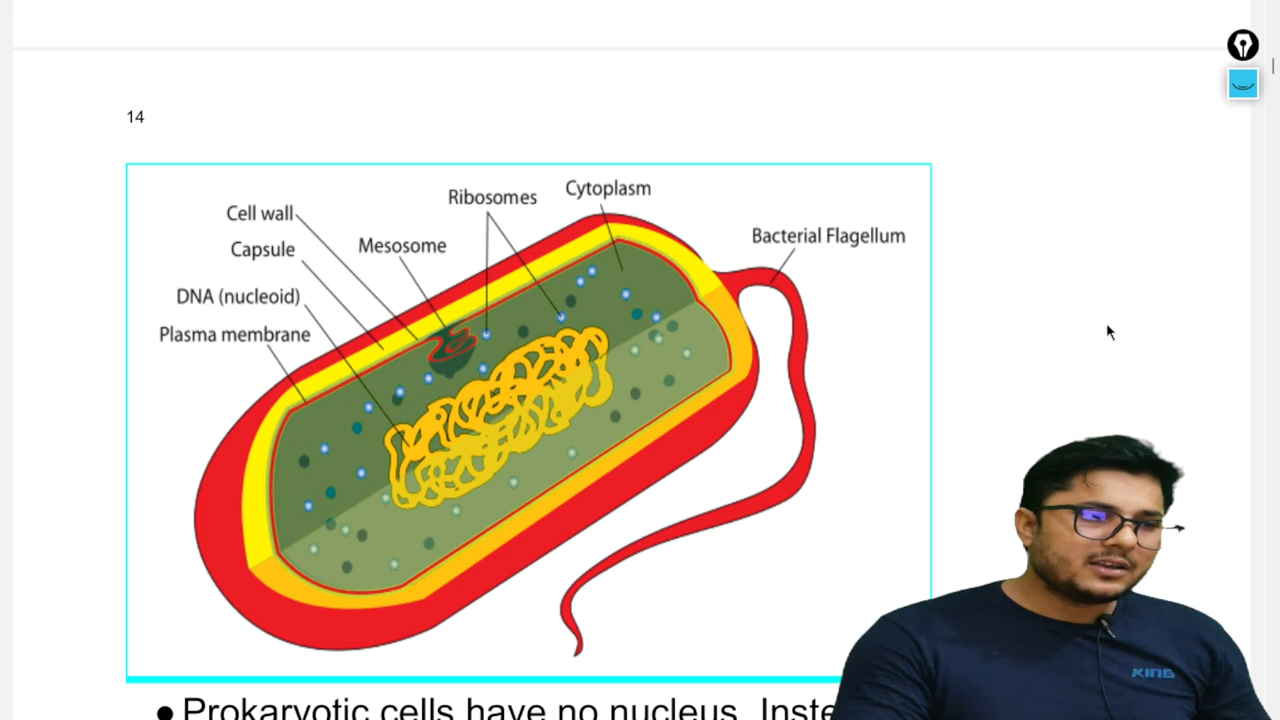 14
Cytoplasm
Ribosomes
Cell wall
Bacterial Flagellum
Mesosome
Capsule
DNA (nucleoid)
Plasma membrane
KING
● Prokaryotic cells have no nucleus. Inste